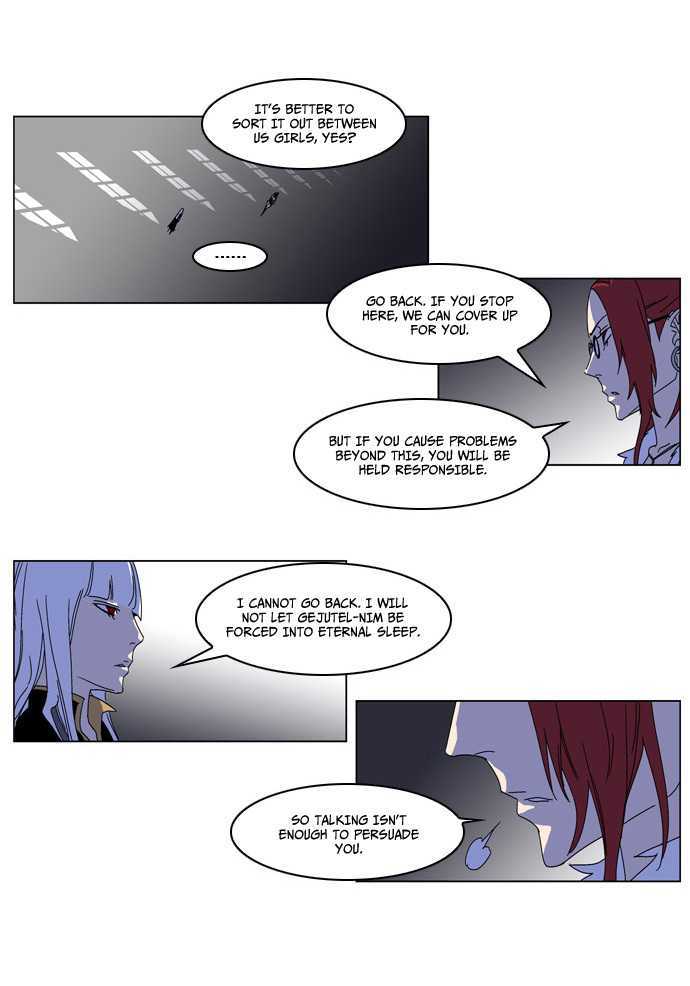 IT'S BETTER TO
SORT IT OUT BETWEEN
US GIRLS, YES?
......
GO BACK. IF YOU STOP
HERE, WE CAN COVER UP
FOR YOU.
BUT IF YOU CAUSE PROBLEMS
BEYOND THIS, YOU WILL BE
HELD RESPONSIBLE.
I CANNOT GO BACK. I WILL
NOT LET GEJUTEL-NIM BE
FORCED INTO ETERNAL SLEEP.
SO TALKING ISN'T
ENOUGH TO PERSUADE
YOU.